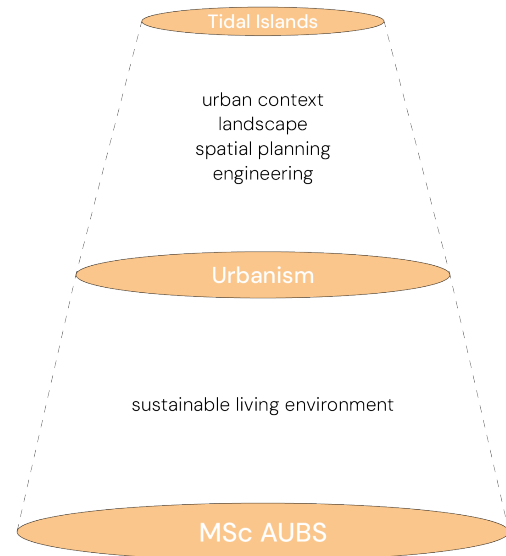 Tidal Islands
urban context
landscape
spatial planning
engineering
Urbanism
sustainable living environment
MSc AUBS